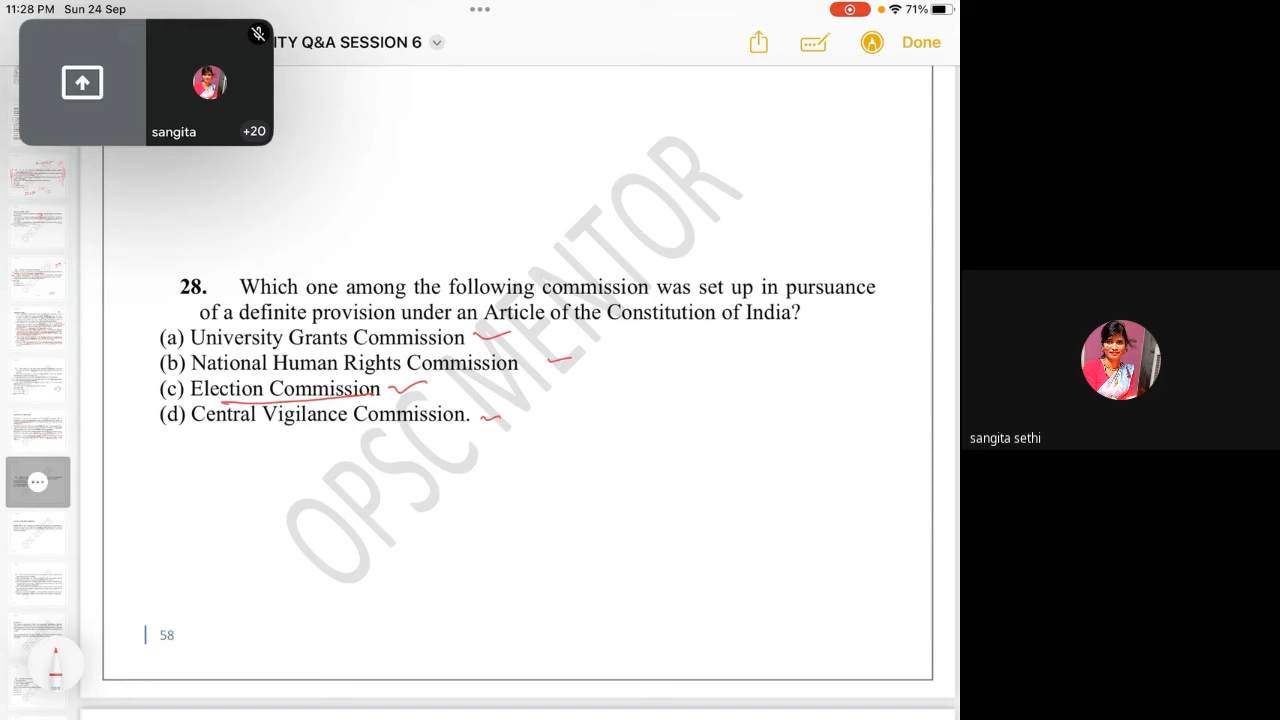 11:28 PM Sun 24 Sep
71%
ITY Q&A SESSION 6
Done
sangita
+20
28. Which one among the following commission was set up in pursuance
of a definite provision under an Article of the Constitution of India?
(a) University Grants Commission
(b) National Human Rights Commission
(c) Election Commission
(d) Central Vigilance Commission.
OPSC MENTOR
58
sangita sethi